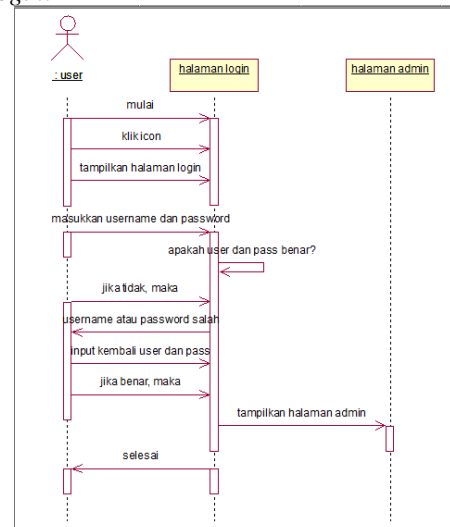 : user
halaman login
halaman admin
mulai
klik icon
tampilkan halaman login
masukkan username dan password
apakah user dan pass benar?
jika tidak, maka
username atau password salah
input kembali user dan pass
jika benar, maka
tampilkan halaman admin
selesai